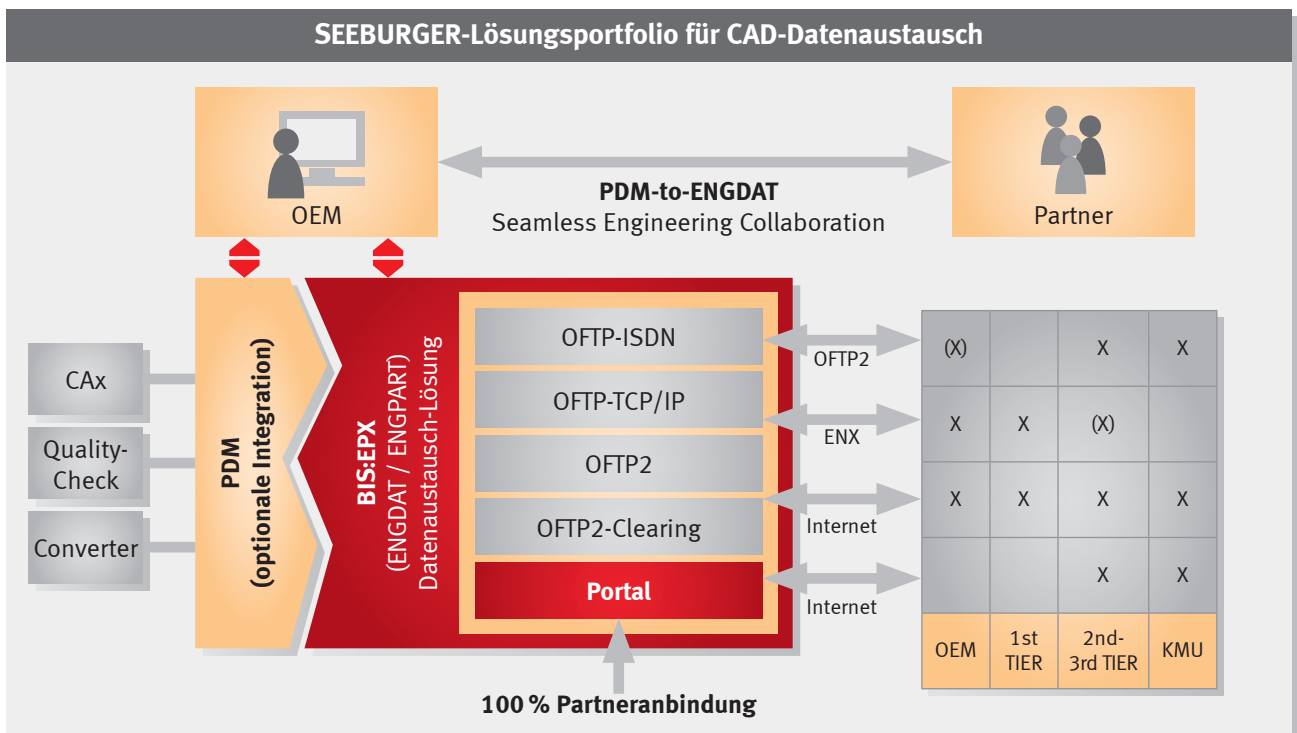 SEEBURGER-Lösungsportfolio für CAD-Datenaustausch
OEM
PDM-to-ENGDAT
Seamless Engineering Collaboration
Partner
CAx
Quality-
Check
Converter
PDM
(optionale Integration)
BIS:EPX
(ENGDAT / ENGPART)
Datenaustausch-Lösung
OFTP-ISDN
OFTP-TCP/IP
OFTP2
OFTP2-Clearing
Portal
100 % Partneranbindung
OFTP2
ENX
Internet
Internet
(X) X X
X X (X)
X X X X
X X
OEM
1st
TIER
2nd-
3rd TIER
KMU